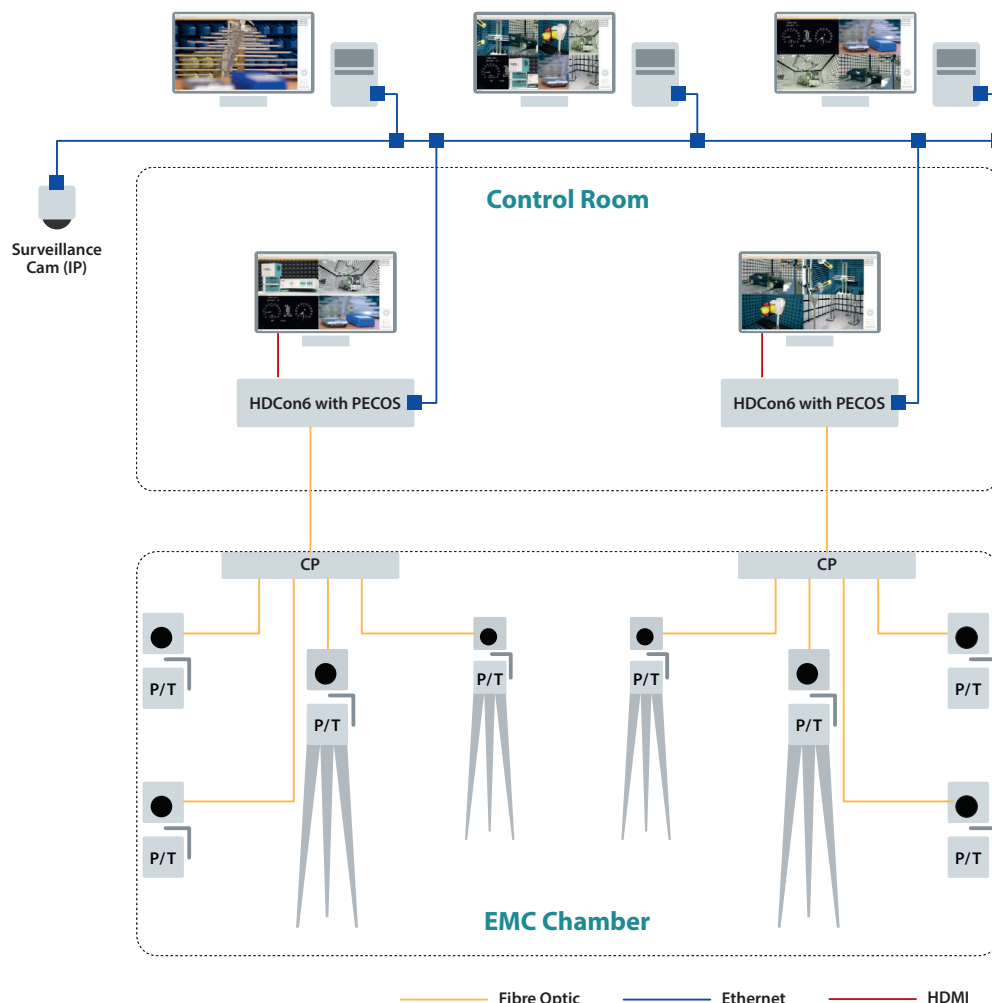 Control Room
Surveillance
Cam (IP)
HDCon6 with PECOS
HDCon6 with PECOS
CP
CP
P/T
P/T
P/T
P/T
P/T
P/T
P/T
P/T
EMC Chamber
Fibre Optic
Ethernet
HDMI